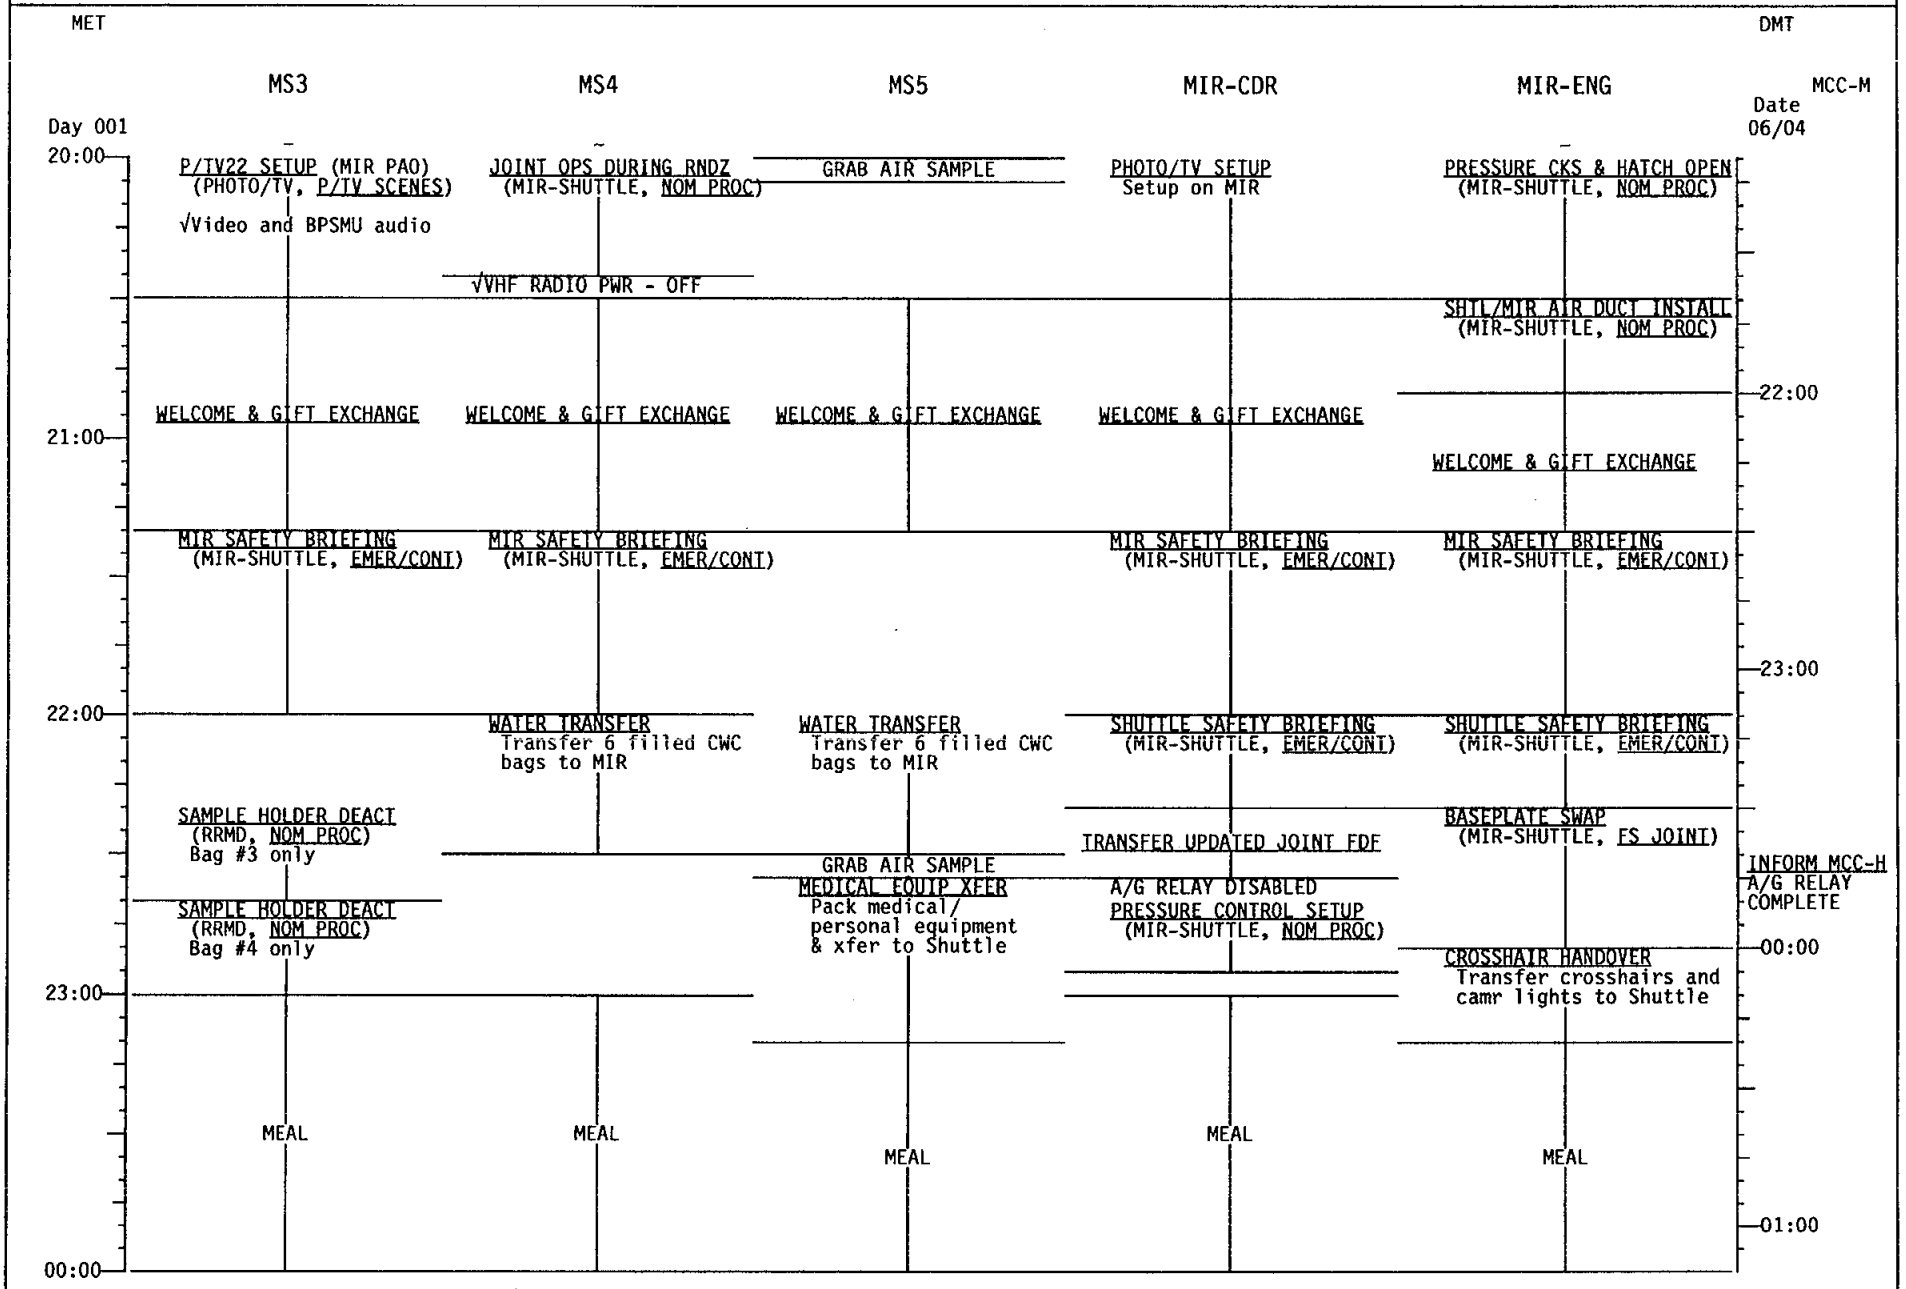 MET
DMT
MS3 MS4 MS5 MIR-CDR MIR-ENG MCC-M
Date
Day 001 06/04
20:00
P/TV22 SETUP (MIR PAO) JOINT OPS DURING RNDZ GRAB AIR SAMPLE PHOTO/TV SETUP PRESSURE CKS & HATCH OPEN
(PHOTO/TV, P/TV SCENES) (MIR-SHUTTLE, NOM PROC) Setup on MIR (MIR-SHUTTLE, NOM PROC)
√Video and BPSMU audio
√VHF RADIO PWR - OFF
SHTL/MIR AIR DUCT INSTALL
(MIR-SHUTTLE, NOM PROC)
22:00
WELCOME & GIFT EXCHANGE WELCOME & GIFT EXCHANGE WELCOME & GIFT EXCHANGE WELCOME & GIFT EXCHANGE
21:00
WELCOME & GIFT EXCHANGE
MIR SAFETY BRIEFING MIR SAFETY BRIEFING MIR SAFETY BRIEFING MIR SAFETY BRIEFING
(MIR-SHUTTLE, EMER/CONT) (MIR-SHUTTLE, EMER/CONT) (MIR-SHUTTLE, EMER/CONT) (MIR-SHUTTLE, EMER/CONT)
23:00
22:00
WATER TRANSFER WATER TRANSFER SHUTTLE SAFETY BRIEFING SHUTTLE SAFETY BRIEFING
Transfer 6 filled CWC Transfer 6 filled CWC (MIR-SHUTTLE, EMER/CONT) (MIR-SHUTTLE, EMER/CONT)
bags to MIR bags to MIR
SAMPLE HOLDER DEACT BASEPLATE SWAP
(RRMD, NOM PROC) (MIR-SHUTTLE, FS JOINT)
Bag #3 only TRANSFER UPDATED JOINT FDF
GRAB AIR SAMPLE INFORM MCC-H
MEDICAL EQUIP XFER A/G RELAY DISABLED A/G RELAY
SAMPLE HOLDER DEACT Pack medical/ PRESSURE CONTROL SETUP COMPLETE
(RRMD, NOM PROC) personal equipment (MIR-SHUTTLE, NOM PROC)
Bag #4 only & xfer to Shuttle 00:00
CROSSHAIR HANDOVER
Transfer crosshairs and
23:00 camr lights to Shuttle
MEAL MEAL MEAL
MEAL MEAL
01:00
00:00